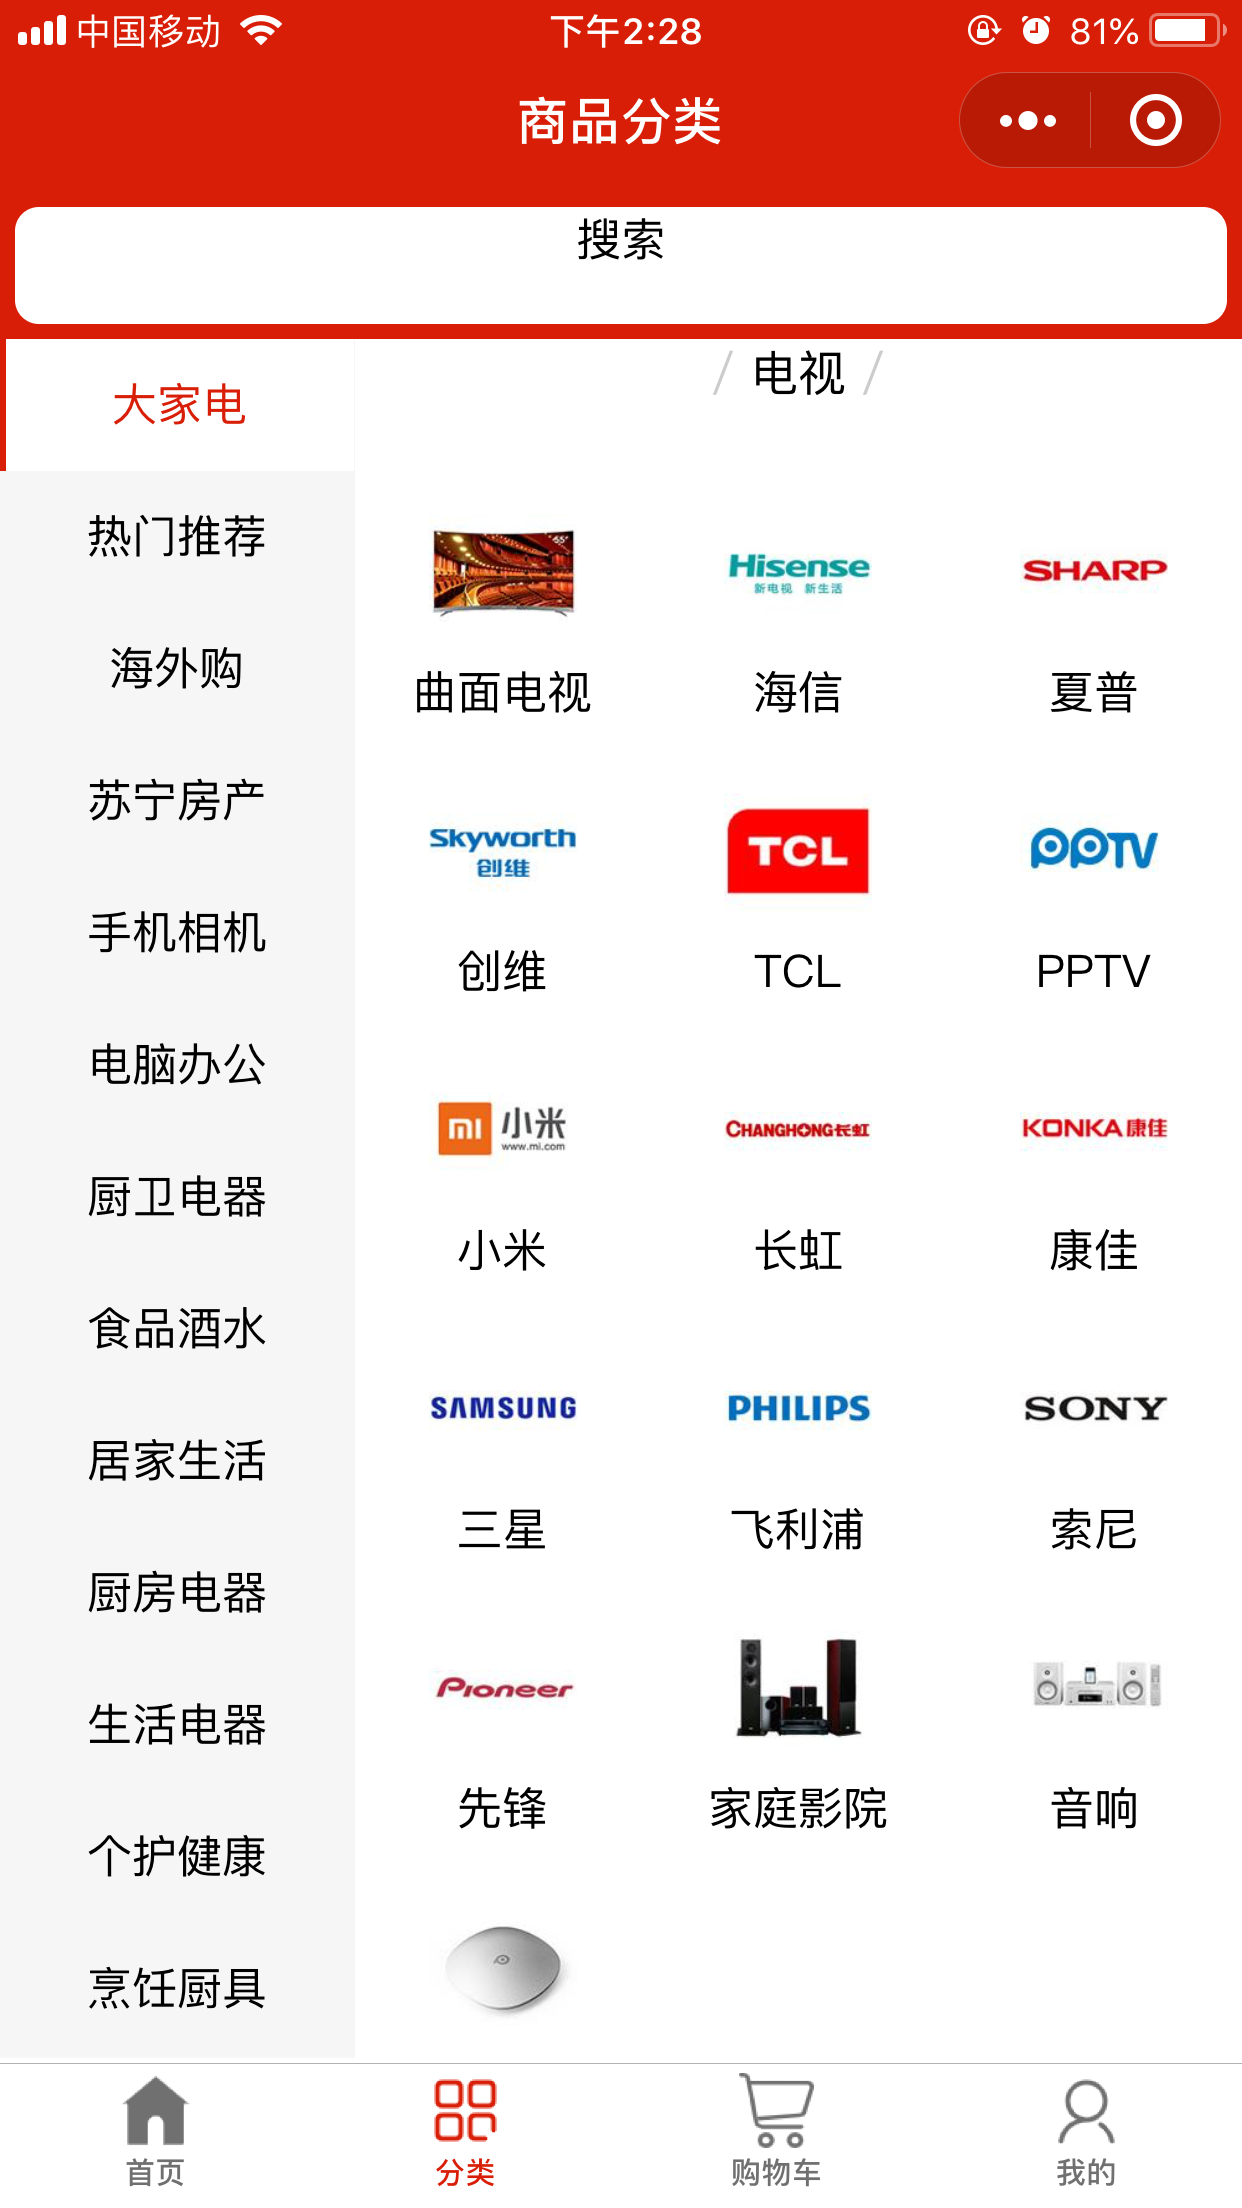 中国移动 下午2:28 81%
商品分类
搜索
大家电
热门推荐
海外购
苏宁房产
手机相机
电脑办公
厨卫电器
食品酒水
居家生活
厨房电器
生活电器
个护健康
烹饪厨具
/ 电视 /
55"
Hisense
新电视 新生活
SHARP
曲面电视 海信 夏普
Skyworth
创维
TCL
PPTV
创维 TCL PPTV
mi 小米
www.mi.com
CHANGHONG长虹
KONKA康佳
小米 长虹 康佳
SAMSUNG PHILIPS SONY
三星 飞利浦 索尼
Pioneer
先锋 家庭影院 音响
首页 分类 购物车 我的